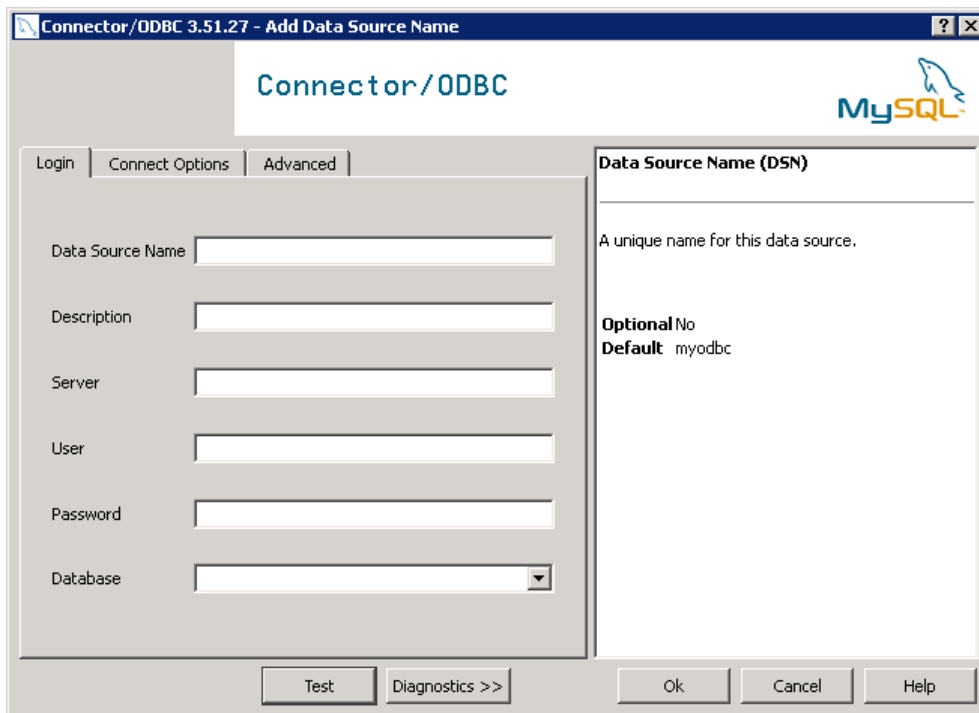 Connector/ODBC 3.51.27 - Add Data Source Name
Connector/ODBC
MySQL
Login
Connect Options
Advanced
Data Source Name
Description
Server
User
Password
Database
Data Source Name (DSN)
A unique name for this data source.
Optional No
Default myodbc
Test
Diagnostics >>
Ok
Cancel
Help